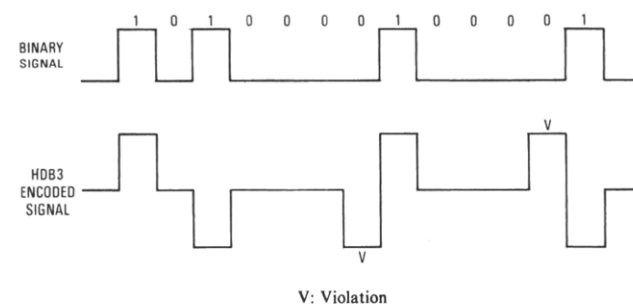 1 0 1 0 0 0 0 1 0 0 0 0 1
BINARY
SIGNAL
V
HDB3
ENCODED
SIGNAL
V
V: Violation